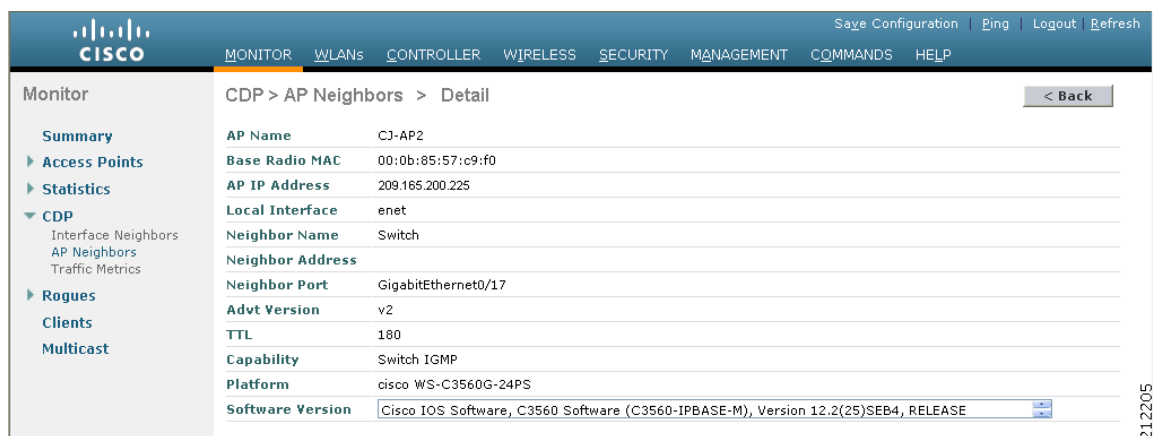 Save Configuration | Ping | Logout | Refresh
CISCO
MONITOR WLANs CONTROLLER WIRELESS SECURITY MANAGEMENT COMMANDS HELP
Monitor
Summary
Access Points
Statistics
CDP
Interface Neighbors
AP Neighbors
Traffic Metrics
Rogues
Clients
Multicast
CDP > AP Neighbors > Detail
< Back
AP Name CJ-AP2
Base Radio MAC 00:0b:85:57:c9:f0
AP IP Address 209.165.200.225
Local Interface enet
Neighbor Name Switch
Neighbor Address
Neighbor Port GigabitEthernet0/17
Advt Version v2
TTL 180
Capability Switch IGMP
Platform cisco WS-C3560G-24PS
Software Version Cisco IOS Software, C3560 Software (C3560-IPBASE-M), Version 12.2(25)SEB4, RELEASE
212205